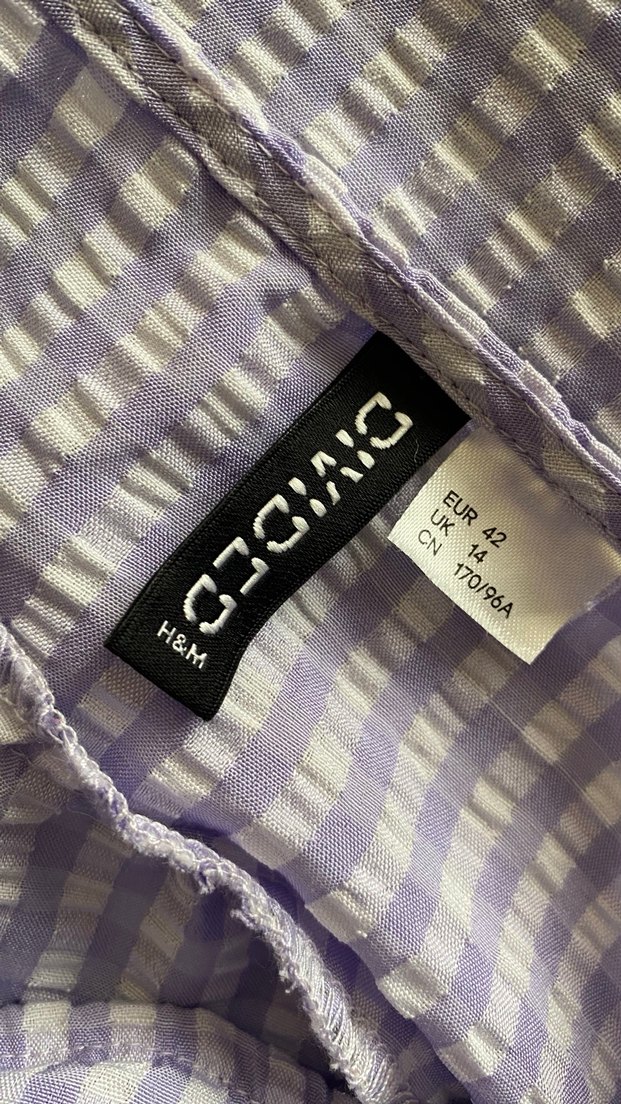 DIVIDED
H&M
EUR 42
UK 14
CN 170/96A